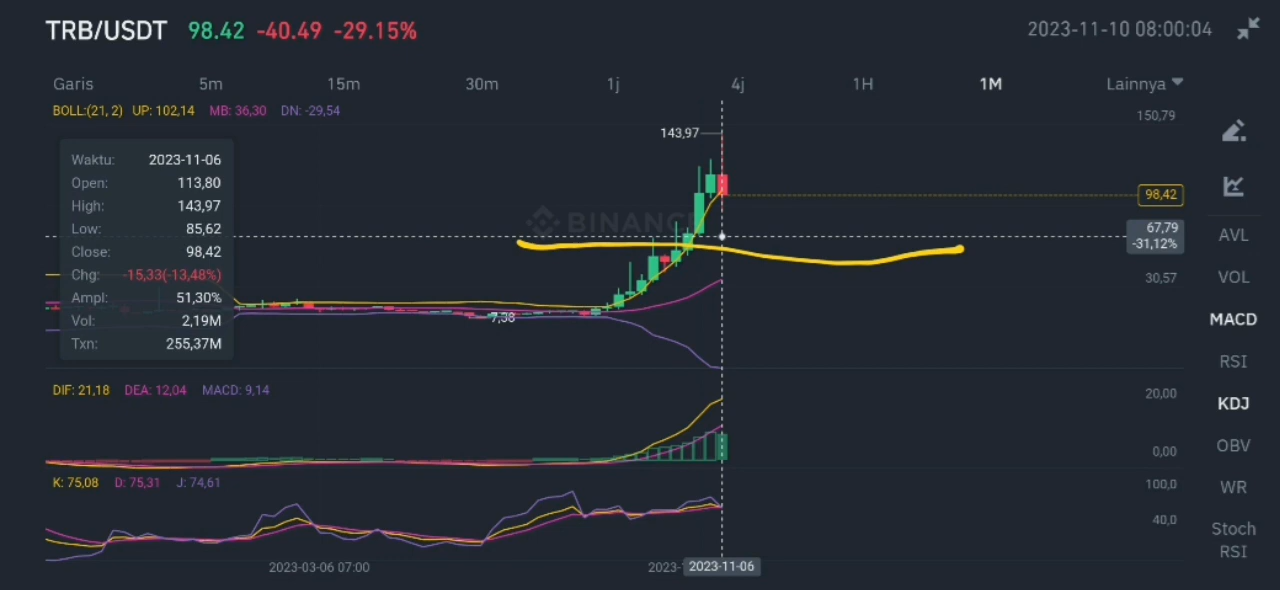 TRB/USDT 98.42 -40.49 -29.15% 2023-11-10 08:00:04
Garis 5m 15m 30m 1j 4j 1H 1M Lainnya
BOLL:(21, 2) UP: 102,14 MB: 36,30 DN: -29,54
150,79
143,97
Waktu: 2023-11-06
Open: 113,80
High: 143,97
Low: 85,62
Close: 98,42
Chg: -15,33(-13,48%)
Ampl: 51,30%
Vol: 2,19M
Txn: 255,37M
BINANCE
98,42
67,79
-31,12%
30,57
7,38
DIF: 21,18 DEA: 12,04 MACD: 9,14
20,00
0,00
K: 75,08 D: 75,31 J: 74,61
100,0
40,0
2023-03-06 07:00
2023-
2023-11-06
AVL
VOL
MACD
RSI
KDJ
OBV
WR
Stoch
RSI